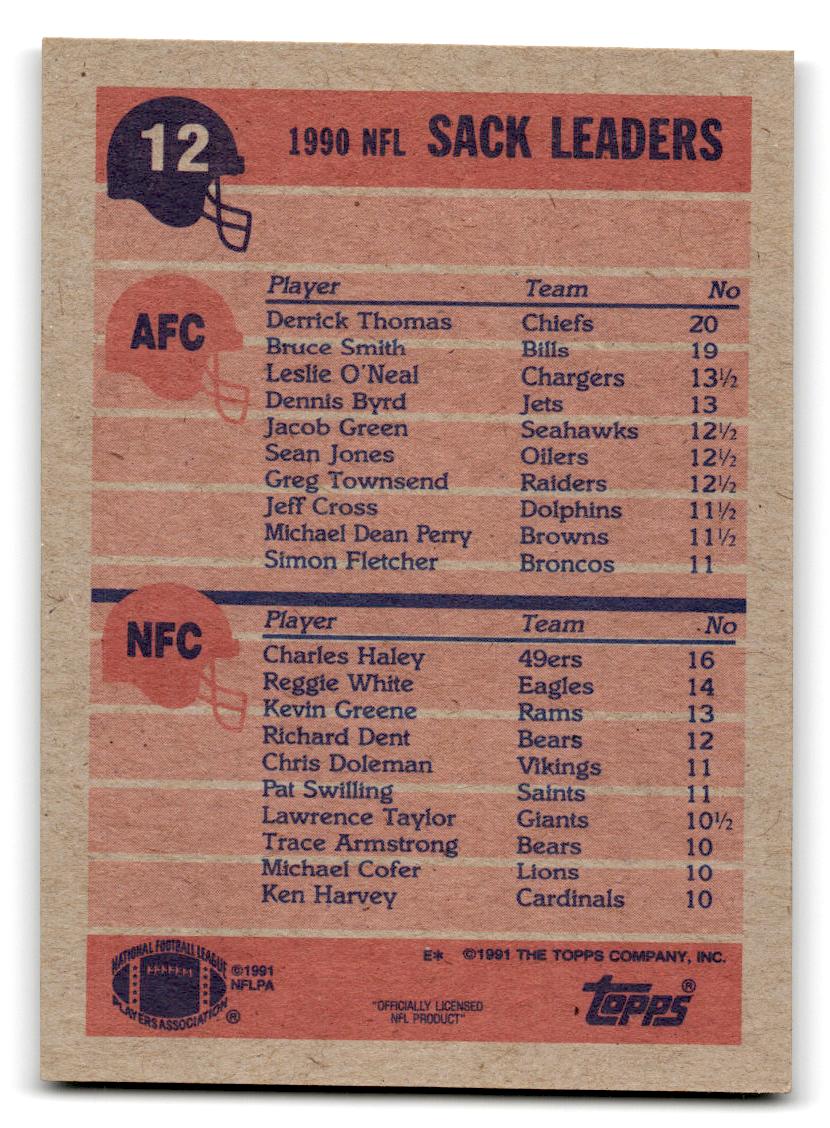 12
1990 NFL SACK LEADERS
AFC
Player Team No
Derrick Thomas Chiefs 20
Bruce Smith Bills 19
Leslie O'Neal Chargers 13½
Dennis Byrd Jets 13
Jacob Green Seahawks 12½
Sean Jones Oilers 12½
Greg Townsend Raiders 12½
Jeff Cross Dolphins 11½
Michael Dean Perry Browns 11½
Simon Fletcher Broncos 11
NFC
Player Team No
Charles Haley 49ers 16
Reggie White Eagles 14
Kevin Greene Rams 13
Richard Dent Bears 12
Chris Doleman Vikings 11
Pat Swilling Saints 11
Lawrence Taylor Giants 10½
Trace Armstrong Bears 10
Michael Cofer Lions 10
Ken Harvey Cardinals 10
NATIONAL FOOTBALL LEAGUE
PLAYERS ASSOCIATION ®
©1991
NFLPA
E* ©1991 THE TOPPS COMPANY, INC.
"OFFICIALLY LICENSED
NFL PRODUCT"
topps®